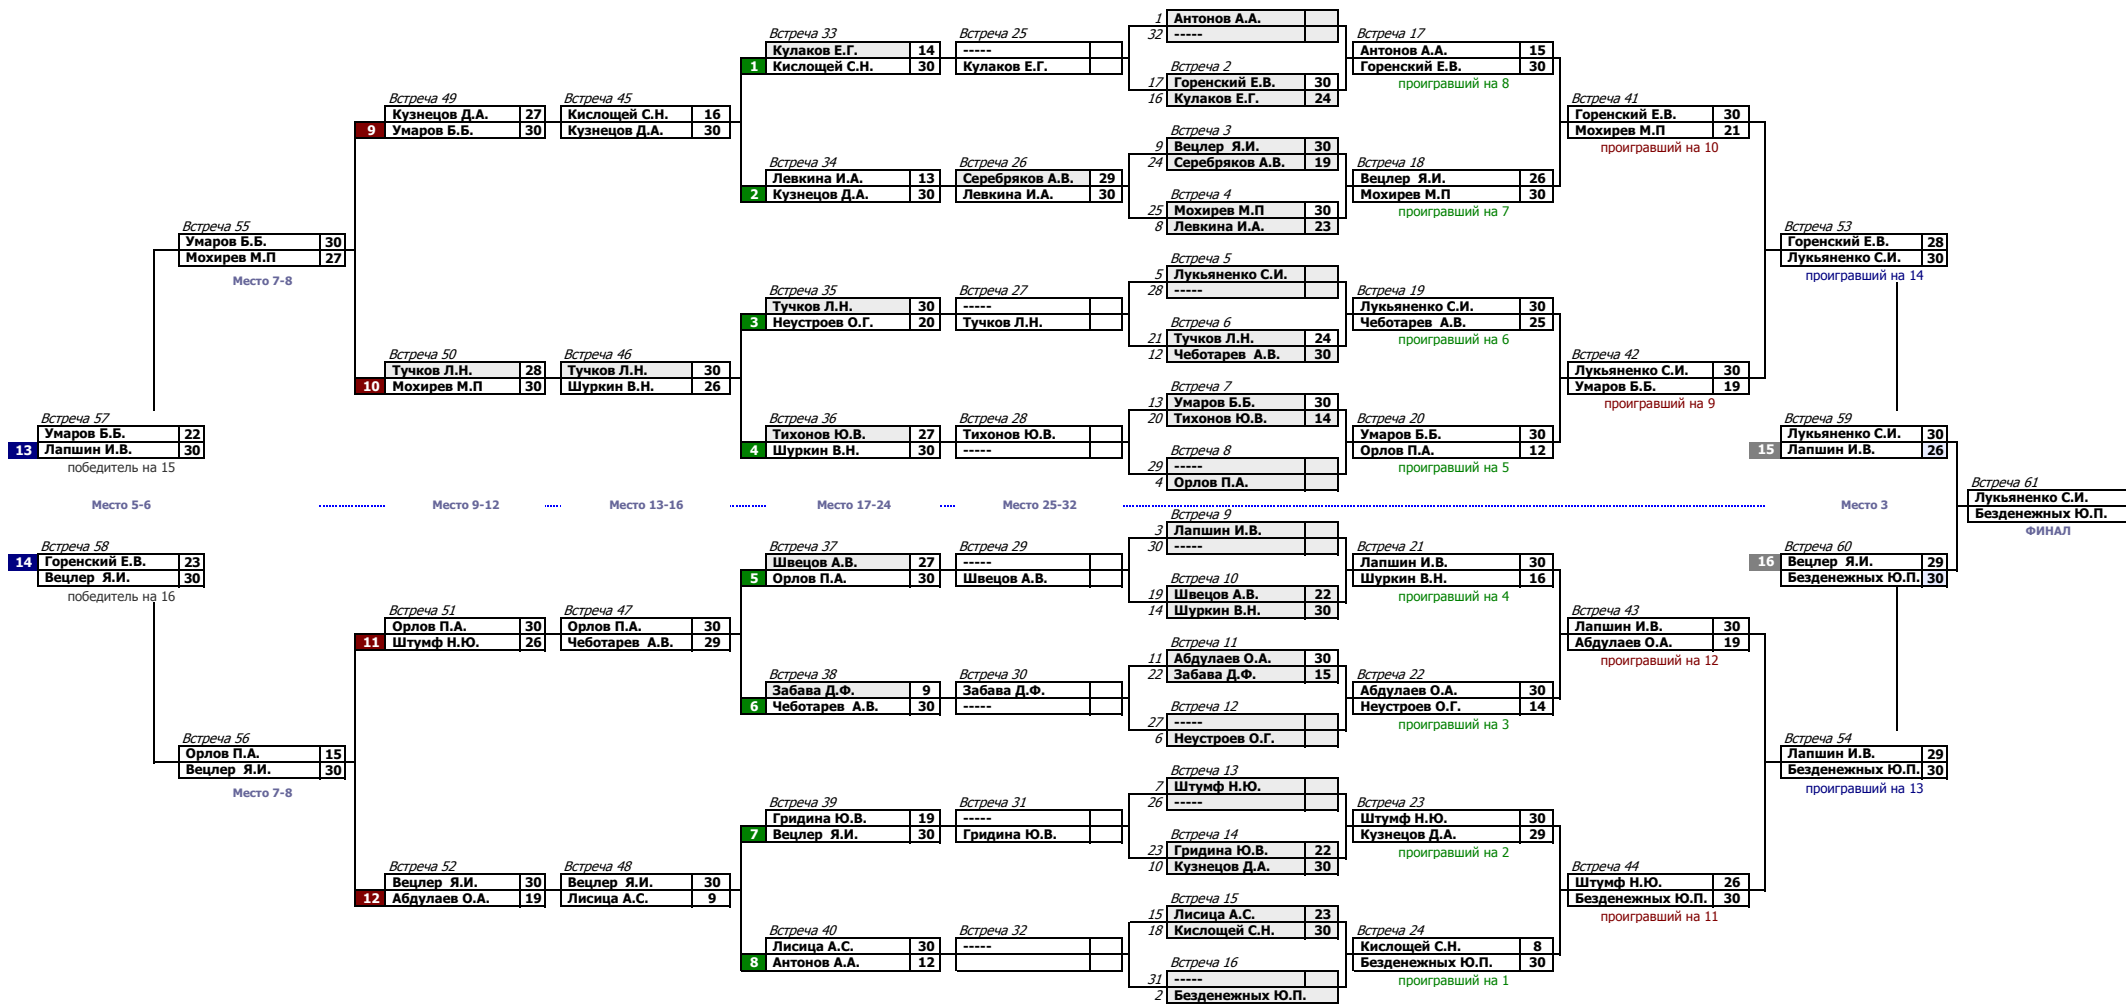 Встреча 33
Кулаков Е.Г. 14
1 Кислощей С.Н. 30
Встреча 25
-----
Кулаков Е.Г.
1 Антонов А.А.
32 -----
Встреча 2
17 Горенский Е.В. 30
16 Кулаков Е.Г. 24
Встреча 17
Антонов А.А. 15
Горенский Е.В. 30
проигравший на 8
Встреча 49
Кузнецов Д.А. 27
9 Умаров Б.Б. 30
Встреча 45
Кислощей С.Н. 16
Кузнецов Д.А. 30
Встреча 41
Горенский Е.В. 30
Мохирев М.П 21
проигравший на 10
Встреча 3
9 Вецлер Я.И. 30
24 Серебряков А.В. 19
Встреча 34
Левкина И.А. 13
2 Кузнецов Д.А. 30
Встреча 26
Серебряков А.В. 29
Левкина И.А. 30
Встреча 4
25 Мохирев М.П 30
8 Левкина И.А. 23
Встреча 18
Вецлер Я.И. 26
Мохирев М.П 30
проигравший на 7
Встреча 55
Умаров Б.Б. 30
Мохирев М.П 27
Место 7-8
Встреча 53
Горенский Е.В. 28
Лукьяненко С.И. 30
проигравший на 14
Встреча 5
5 Лукьяненко С.И.
28 -----
Встреча 35
Тучков Л.Н. 30
3 Неустроев О.Г. 20
Встреча 27
-----
Тучков Л.Н.
Встреча 6
21 Тучков Л.Н. 24
12 Чеботарев А.В. 30
Встреча 19
Лукьяненко С.И. 30
Чеботарев А.В. 25
проигравший на 6
Встреча 50
Тучков Л.Н. 28
10 Мохирев М.П 30
Встреча 46
Тучков Л.Н. 30
Шуркин В.Н. 26
Встреча 42
Лукьяненко С.И. 30
Умаров Б.Б. 19
проигравший на 9
Встреча 7
13 Умаров Б.Б. 30
20 Тихонов Ю.В. 14
Встреча 57
Умаров Б.Б. 22
13 Лапшин И.В. 30
победитель на 15
Встреча 36
Тихонов Ю.В. 27
4 Шуркин В.Н. 30
Встреча 28
Тихонов Ю.В.
-----
Встреча 8
29 -----
4 Орлов П.А.
Встреча 20
Умаров Б.Б. 30
Орлов П.А. 12
проигравший на 5
Встреча 59
Лукьяненко С.И. 30
15 Лапшин И.В. 26
Встреча 61
Лукьяненко С.И.
Безденежных Ю.П.
ФИНАЛ
Место 5-6
Место 9-12
Место 13-16
Место 17-24
Место 25-32
Место 3
Встреча 9
3 Лапшин И.В.
30 -----
Встреча 58
14 Горенский Е.В. 23
Вецлер Я.И. 30
победитель на 16
Встреча 37
Швецов А.В. 27
5 Орлов П.А. 30
Встреча 29
-----
Швецов А.В.
Встреча 10
19 Швецов А.В. 22
14 Шуркин В.Н. 30
Встреча 21
Лапшин И.В. 30
Шуркин В.Н. 16
проигравший на 4
Встреча 60
16 Вецлер Я.И. 29
Безденежных Ю.П. 30
Встреча 51
Орлов П.А. 30
11 Штумф Н.Ю. 26
Встреча 47
Орлов П.А. 30
Чеботарев А.В. 29
Встреча 43
Лапшин И.В. 30
Абдулаев О.А. 19
проигравший на 12
Встреча 11
11 Абдулаев О.А. 30
22 Забава Д.Ф. 15
Встреча 38
Забава Д.Ф. 9
6 Чеботарев А.В. 30
Встреча 30
Забава Д.Ф.
-----
Встреча 12
27 -----
6 Неустроев О.Г.
Встреча 22
Абдулаев О.А. 30
Неустроев О.Г. 14
проигравший на 3
Встреча 56
Орлов П.А. 15
Вецлер Я.И. 30
Место 7-8
Встреча 54
Лапшин И.В. 29
Безденежных Ю.П. 30
проигравший на 13
Встреча 13
7 Штумф Н.Ю.
26 -----
Встреча 39
Гридина Ю.В. 19
7 Вецлер Я.И. 30
Встреча 31
-----
Гридина Ю.В.
Встреча 14
23 Гридина Ю.В. 22
10 Кузнецов Д.А. 30
Встреча 23
Штумф Н.Ю. 30
Кузнецов Д.А. 29
проигравший на 2
Встреча 52
Вецлер Я.И. 30
12 Абдулаев О.А. 19
Встреча 48
Вецлер Я.И. 30
Лисица А.С. 9
Встреча 44
Штумф Н.Ю. 26
Безденежных Ю.П. 30
проигравший на 11
Встреча 15
15 Лисица А.С. 23
18 Кислощей С.Н. 30
Встреча 40
Лисица А.С. 30
8 Антонов А.А. 12
Встреча 32
-----
Встреча 16
31 -----
2 Безденежных Ю.П.
Встреча 24
Кислощей С.Н. 8
Безденежных Ю.П. 30
проигравший на 1